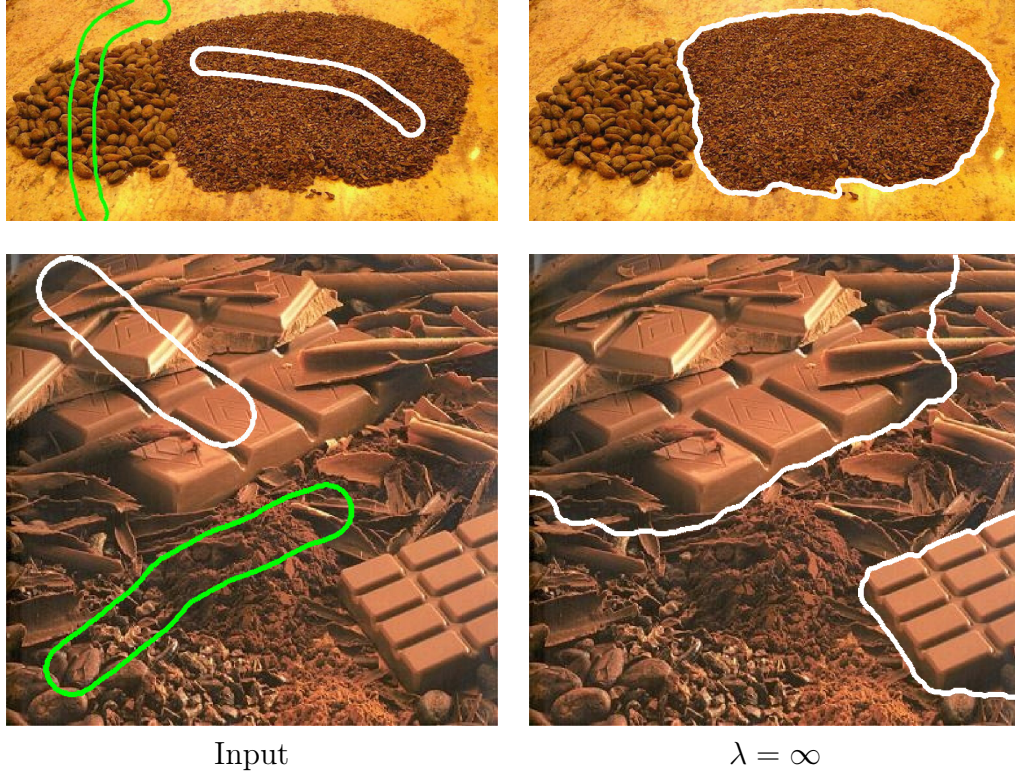 Input
λ = ∞